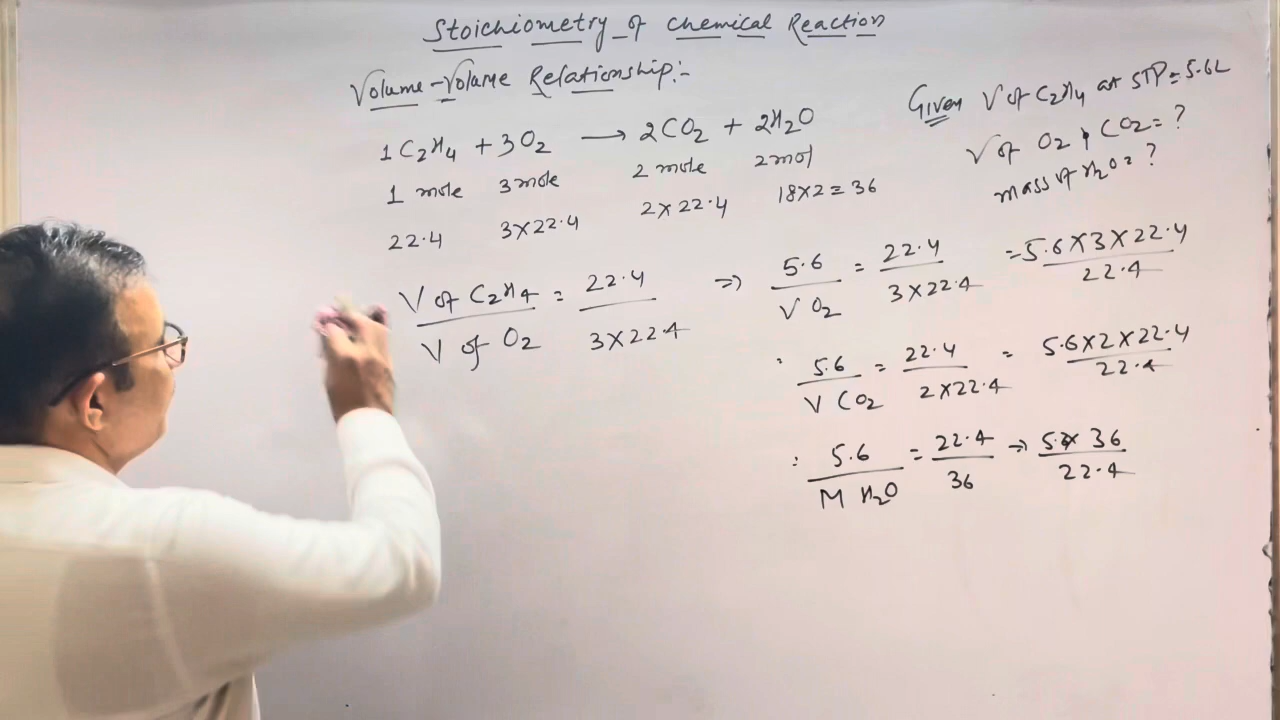 Stoichiometry of Chemical Reaction
Volume-Volume Relationship:-
Given V of C2H4 at STP = 5.6L
V of O2, CO2 = ?
mass of H2O = ?
1C2H4 + 3O2 → 2CO2 + 2H2O
1 mole 3 mole 2 mole 2 mol
22.4 3×22.4 2×22.4 18×2=36
V of C2H4 / V of O2 = 22.4 / 3×22.4 ⇒ 5.6 / V O2 = 22.4 / 3×22.4 = 5.6×3×22.4 / 22.4
: 5.6 / V CO2 = 22.4 / 2×22.4 = 5.6×2×22.4 / 22.4
: 5.6 / M H2O = 22.4 / 36 ⇒ 5.6× 36 / 22.4